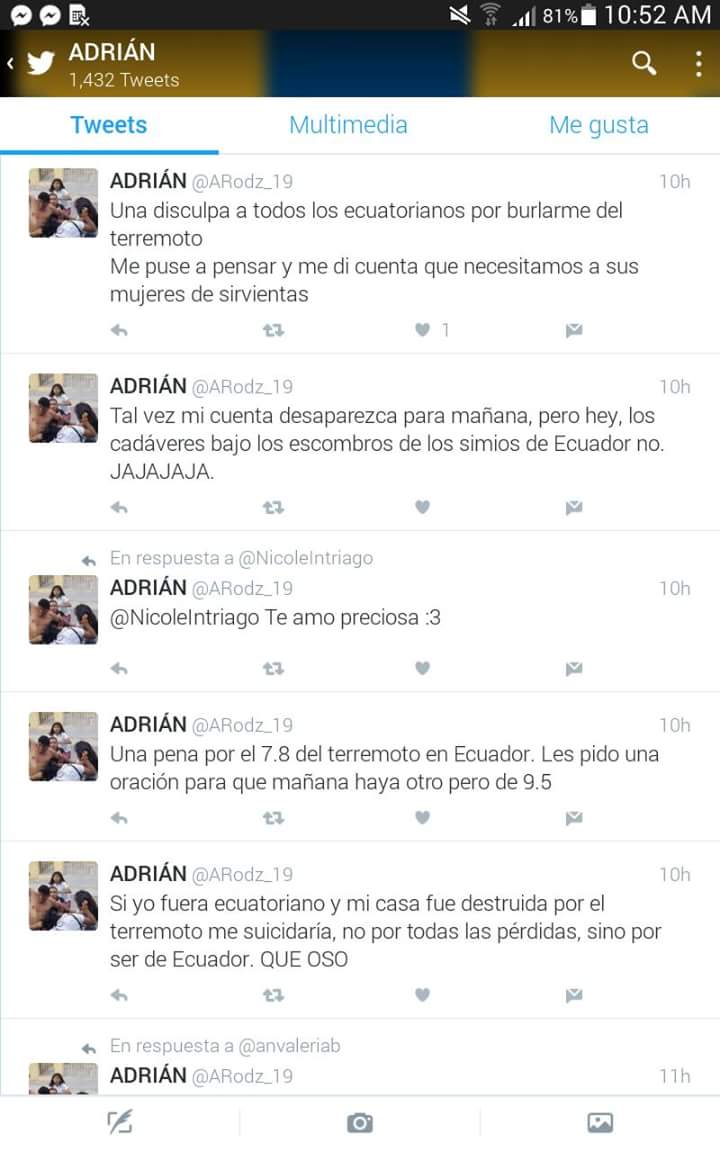 81% 10:52 AM
ADRIÁN
1,432 Tweets
Tweets Multimedia Me gusta
ADRIÁN @ARodz_19 10h
Una disculpa a todos los ecuatorianos por burlarme del
terremoto
Me puse a pensar y me di cuenta que necesitamos a sus
mujeres de sirvientas
1
ADRIÁN @ARodz_19 10h
Tal vez mi cuenta desaparezca para mañana, pero hey, los
cadáveres bajo los escombros de los simios de Ecuador no.
JAJAJAJA.
En respuesta a @NicoleIntriago
ADRIÁN @ARodz_19 10h
@NicoleIntriago Te amo preciosa :3
ADRIÁN @ARodz_19 10h
Una pena por el 7.8 del terremoto en Ecuador. Les pido una
oración para que mañana haya otro pero de 9.5
ADRIÁN @ARodz_19 10h
Si yo fuera ecuatoriano y mi casa fue destruida por el
terremoto me suicidaría, no por todas las pérdidas, sino por
ser de Ecuador. QUE OSO
En respuesta a @anvaleriab
ADRIÁN @ARodz_19 11h